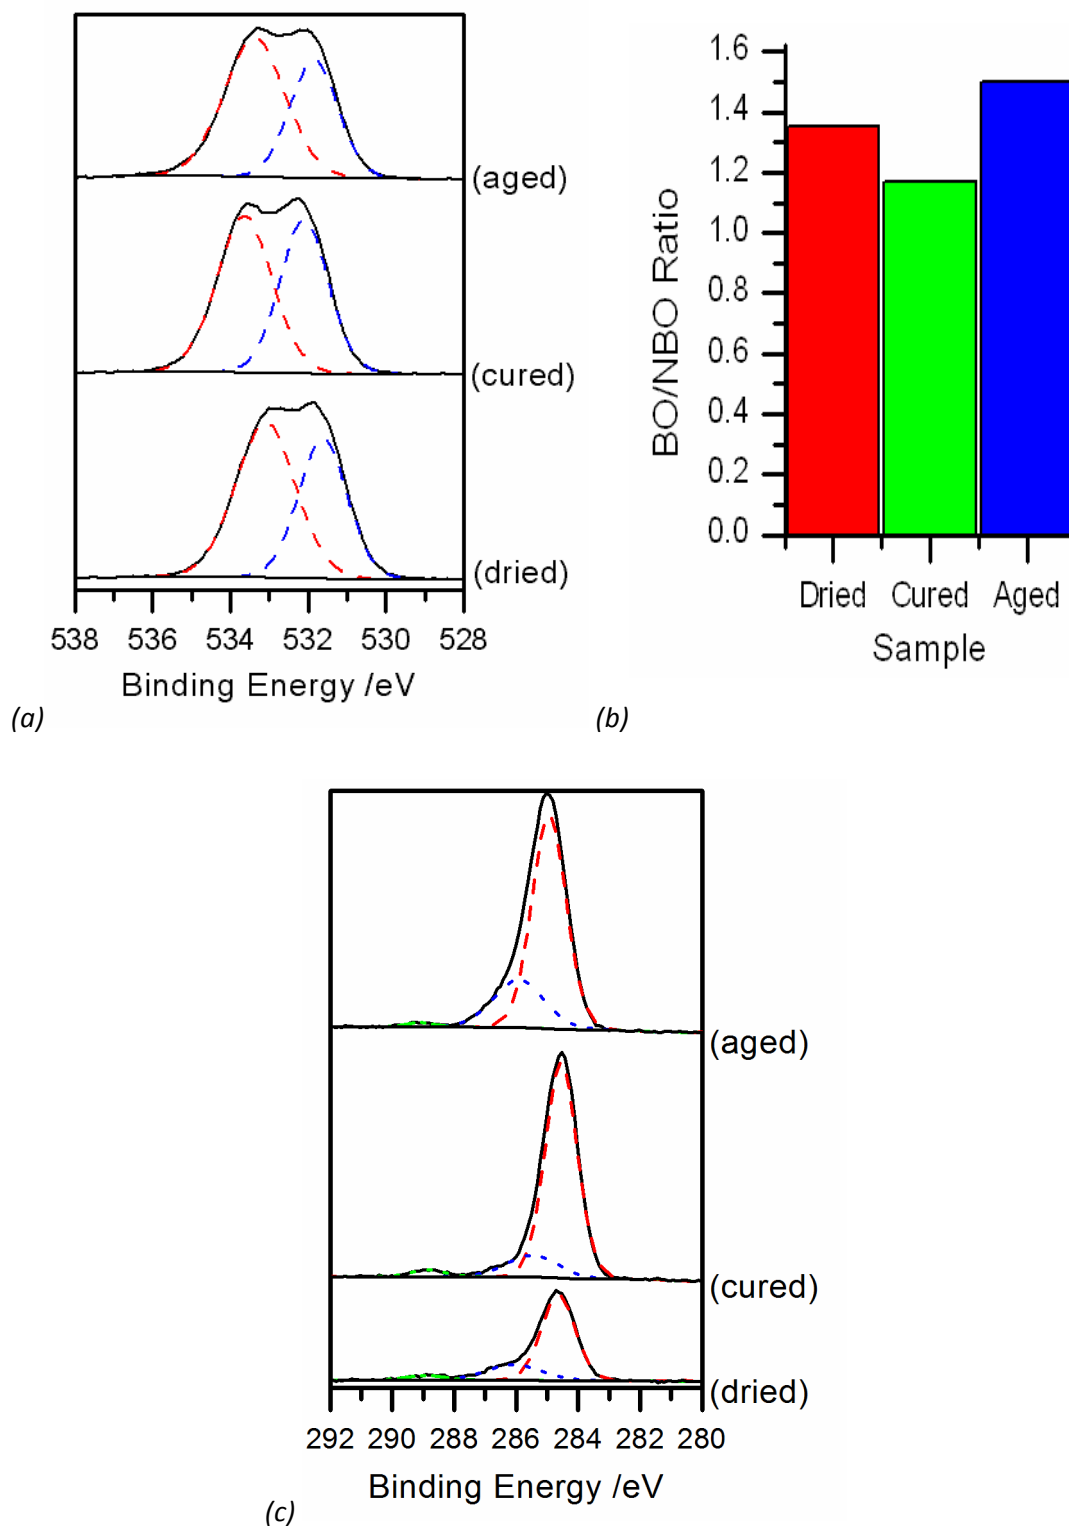 (aged)
(cured)
(dried)
538 536 534 532 530 528
Binding Energy /eV
(a)
1.6
1.4
1.2
1.0
0.8
0.6
0.4
0.2
0.0
BO/NBO Ratio
Dried Cured Aged
Sample
(b)
(aged)
(cured)
(dried)
292 290 288 286 284 282 280
Binding Energy /eV
(c)